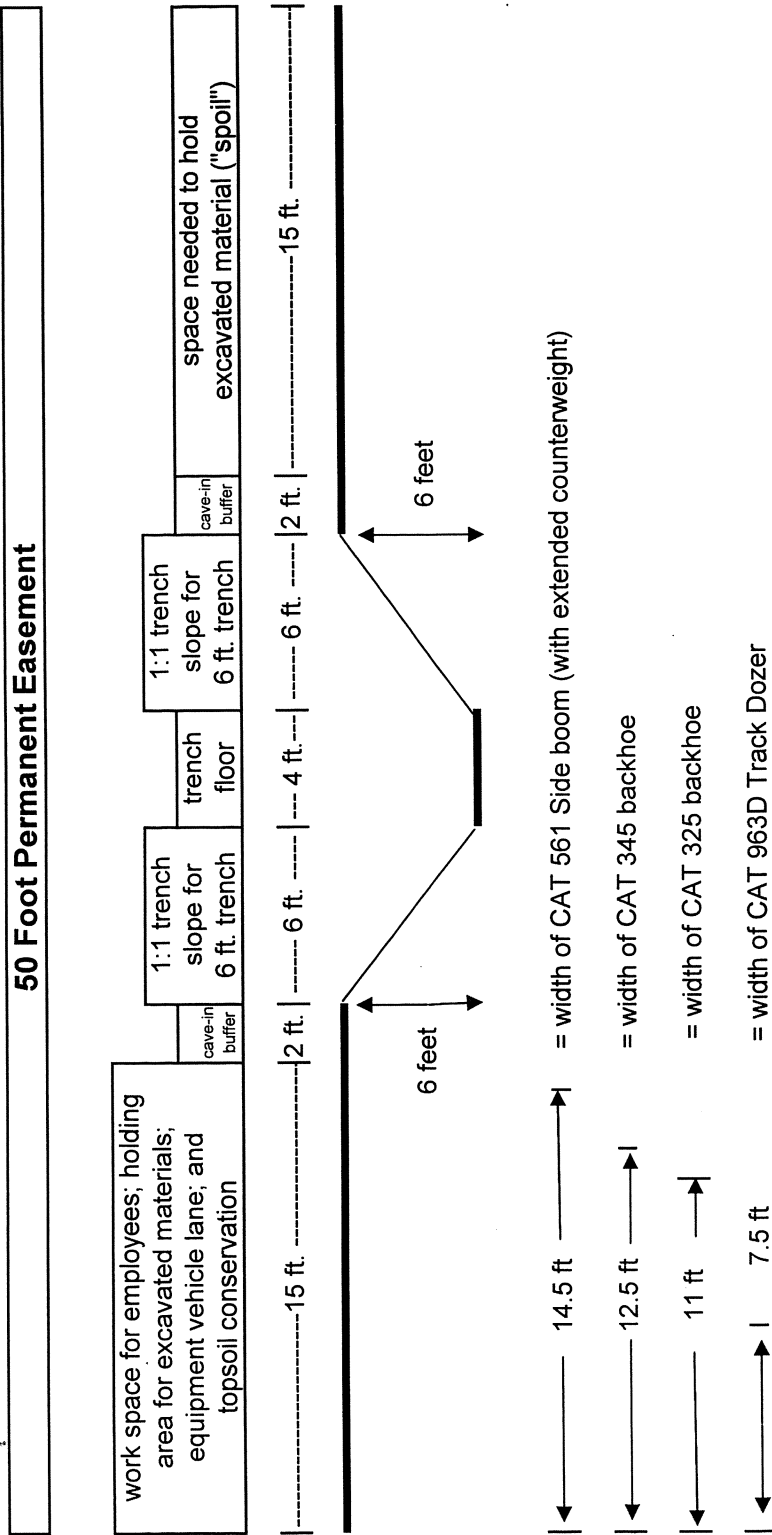 50 Foot Permanent Easement
work space for employees; holding
area for excavated materials;
equipment vehicle lane; and
topsoil conservation
cave-in
buffer
1:1 trench
slope for
6 ft. trench
trench
floor
1:1 trench
slope for
6 ft. trench
cave-in
buffer
space needed to hold
excavated material ("spoil")
15 ft.
2 ft.
6 ft.
4 ft.
6 ft.
2 ft.
15 ft.
6 feet
6 feet
14.5 ft = width of CAT 561 Side boom (with extended counterweight)
12.5 ft = width of CAT 345 backhoe
11 ft = width of CAT 325 backhoe
7.5 ft = width of CAT 963D Track Dozer